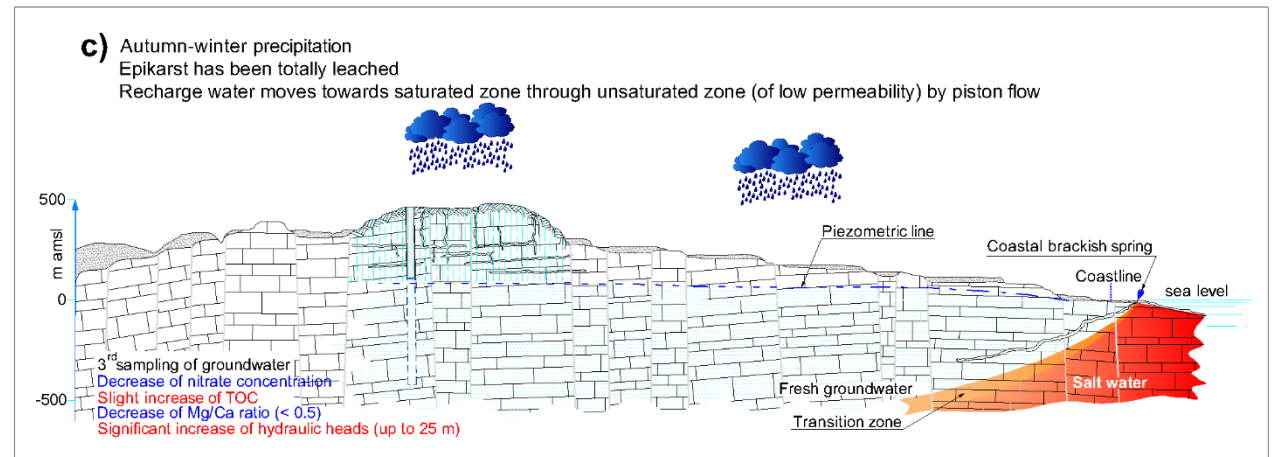 c) Autumn-winter precipitation
Epikarst has been totally leached
Recharge water moves towards saturated zone through unsaturated zone (of low permeability) by piston flow
500
m amsl
0
-500
Piezometric line
Coastal brackish spring
Coastline
sea level
3rd sampling of groundwater
Decrease of nitrate concentration
Slight increase of TOC
Decrease of Mg/Ca ratio (< 0.5)
Significant increase of hydraulic heads (up to 25 m)
Fresh groundwater
Salt water
Transition zone